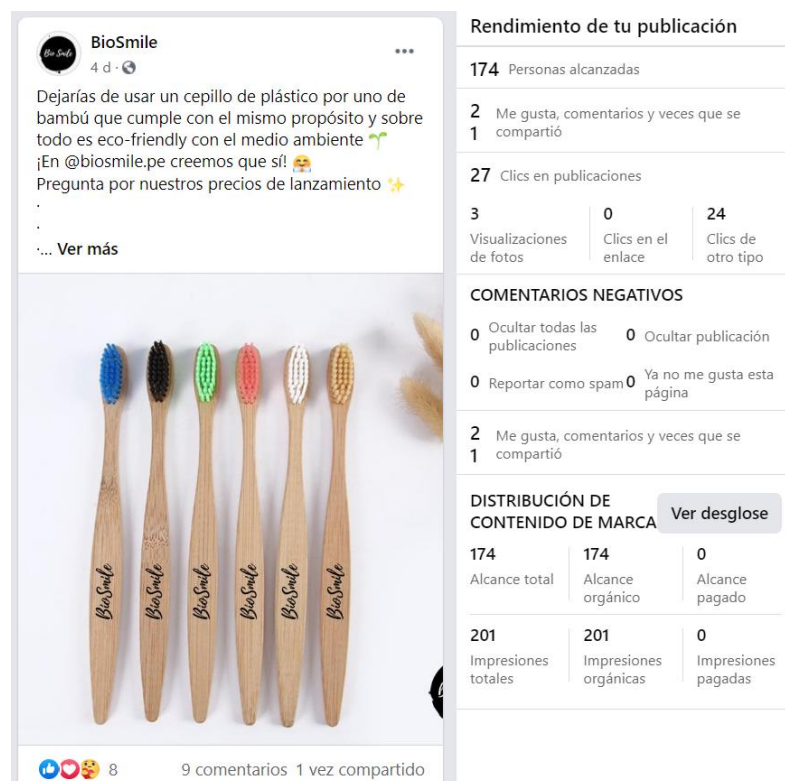 BioSmile
4 d ·
Bio Smile
Dejarías de usar un cepillo de plástico por uno de
bambú que cumple con el mismo propósito y sobre
todo es eco-friendly con el medio ambiente 🌱
¡En @biosmile.pe creemos que sí! 🤗
Pregunta por nuestros precios de lanzamiento ✨
.
.
.... Ver más
BioSmile
BioSmile
BioSmile
BioSmile
BioSmile
BioSmile
8
9 comentarios 1 vez compartido
Rendimiento de tu publicación
174 Personas alcanzadas
2 Me gusta, comentarios y veces que se
1 compartió
27 Clics en publicaciones
3 0 24
Visualizaciones Clics en el Clics de
de fotos enlace otro tipo
COMENTARIOS NEGATIVOS
0 Ocultar todas las publicaciones 0 Ocultar publicación
0 Reportar como spam 0 Ya no me gusta esta página
2 Me gusta, comentarios y veces que se
1 compartió
DISTRIBUCIÓN DE
CONTENIDO DE MARCA
Ver desglose
174 174 0
Alcance total Alcance Alcance
orgánico pagado
201 201 0
Impresiones Impresiones Impresiones
totales orgánicas pagadas